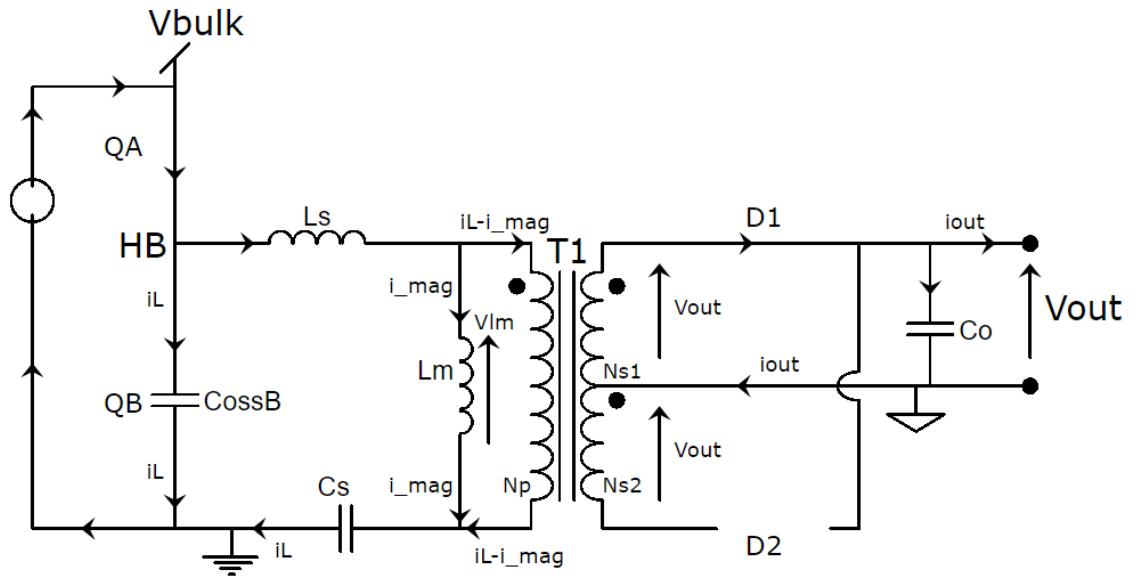 Vbulk
QA
HB
Ls
iL-i_mag
T1
D1
iout
iL
i_mag
Vlm
Vout
Vout
Co
QB
CossB
Lm
Ns1
iout
iL
Cs
i_mag
Np
Ns2
Vout
iL
iL-i_mag
D2